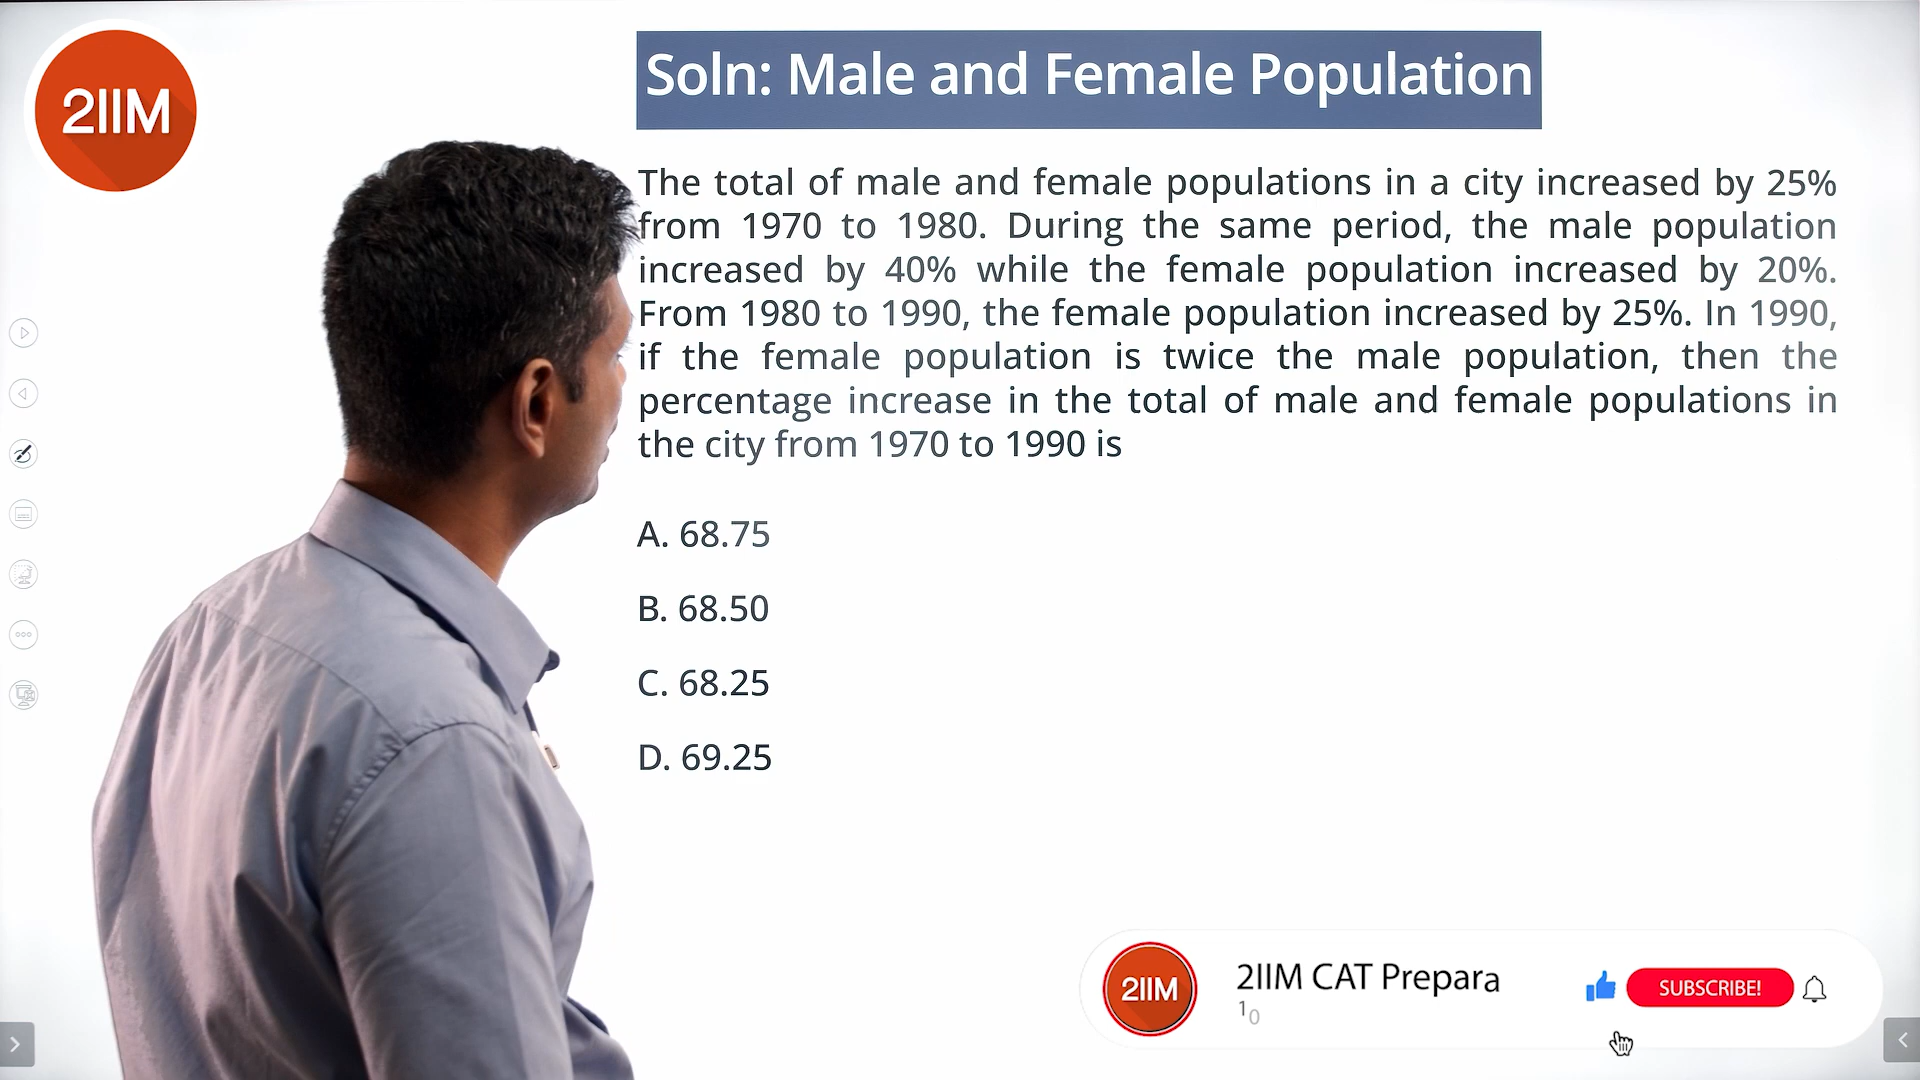 2IIM
Soln: Male and Female Population
The total of male and female populations in a city increased by 25%
from 1970 to 1980. During the same period, the male population
increased by 40% while the female population increased by 20%.
From 1980 to 1990, the female population increased by 25%. In 1990,
if the female population is twice the male population, then the
percentage increase in the total of male and female populations in
the city from 1970 to 1990 is
A. 68.75
B. 68.50
C. 68.25
D. 69.25
2IIM
2IIM CAT Prepara
10
SUBSCRIBE!